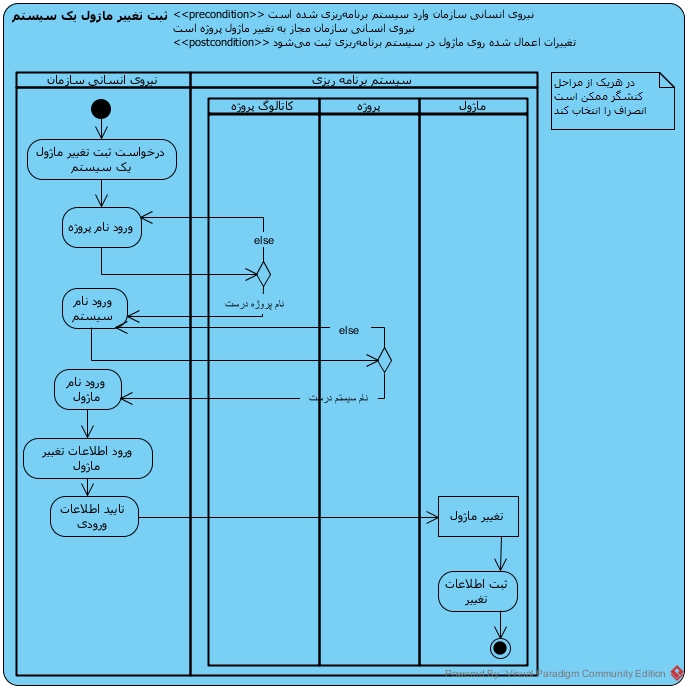 ثبت تغییر ماژول یک سیستم
<<precondition>> نیروی انسانی سازمان وارد سیستم برنامه‌ریزی شده است
نیروی انسانی سازمان مجاز به تغییر ماژول پروژه است
<<postcondition>> تغییرات اعمال شده روی ماژول در سیستم برنامه‌ریزی ثبت می‌شود
نیروی انسانی سازمان
سیستم برنامه ریزی
کاتالوگ پروژه
پروژه
ماژول
در هریک از مراحل
کنشگر ممکن است
انصراف را انتخاب کند
درخواست ثبت تغییر ماژول
یک سیستم
ورود نام پروژه
else
نام پروژه درست
ورود نام
سیستم
else
ورود نام
ماژول
نام سیستم درست
ورود اطلاعات تغییر
ماژول
تایید اطلاعات
ورودی
تغییر ماژول
ثبت اطلاعات
تغییر
Powered By Visual Paradigm Community Edition